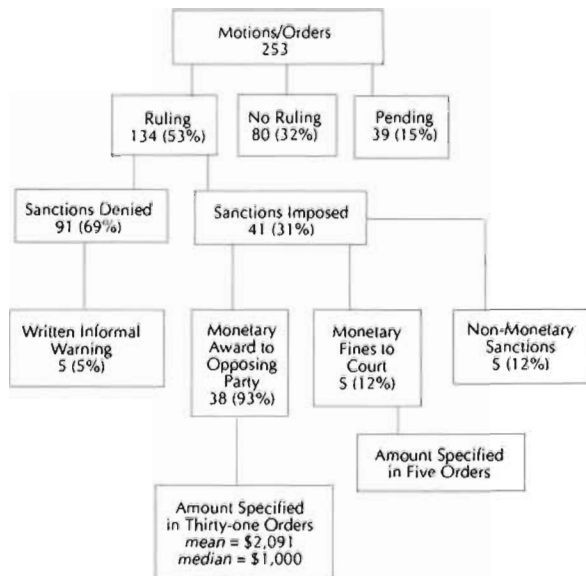 Motions/Orders
253
Ruling
134 (53%)
No Ruling
80 (32%)
Pending
39 (15%)
Sanctions Denied
91 (69%)
Sanctions Imposed
41 (31%)
Written Informal
Warning
5 (5%)
Monetary
Award to
Opposing
Party
38 (93%)
Monetary
Fines to
Court
5 (12%)
Non-Monetary
Sanctions
5 (12%)
Amount Specified
in Five Orders
Amount Specified
in Thirty-one Orders
mean = $2,091
median = $1,000